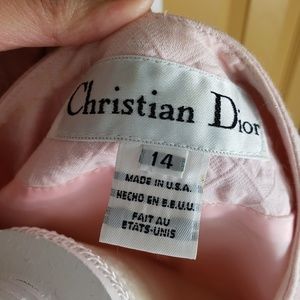 Christian Dior
14
MADE IN U.S.A.
HECHO EN E.E.U.U.
FAIT AU
ETATS-UNIS